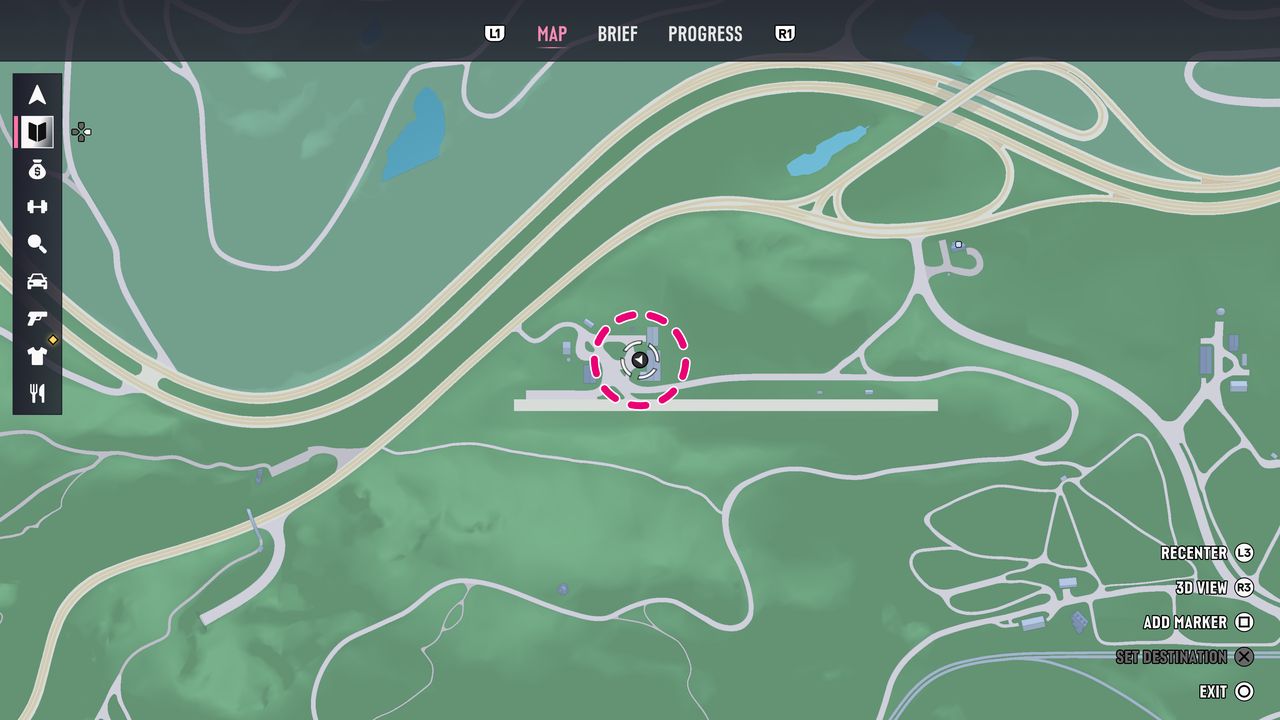 L1 MAP BRIEF PROGRESS R1
$
RECENTER L3
3D VIEW R3
ADD MARKER
SET DESTINATION
EXIT